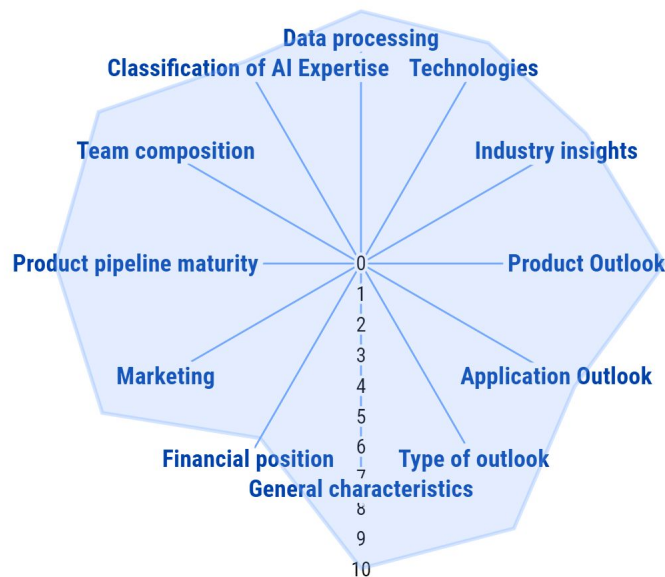 Data processing
Classification of AI Expertise
Technologies
Team composition
Industry insights
Product pipeline maturity
0
Product Outlook
1
2
3
Marketing
Application Outlook
4
5
6
Financial position
Type of outlook
7
General characteristics
8
9
10